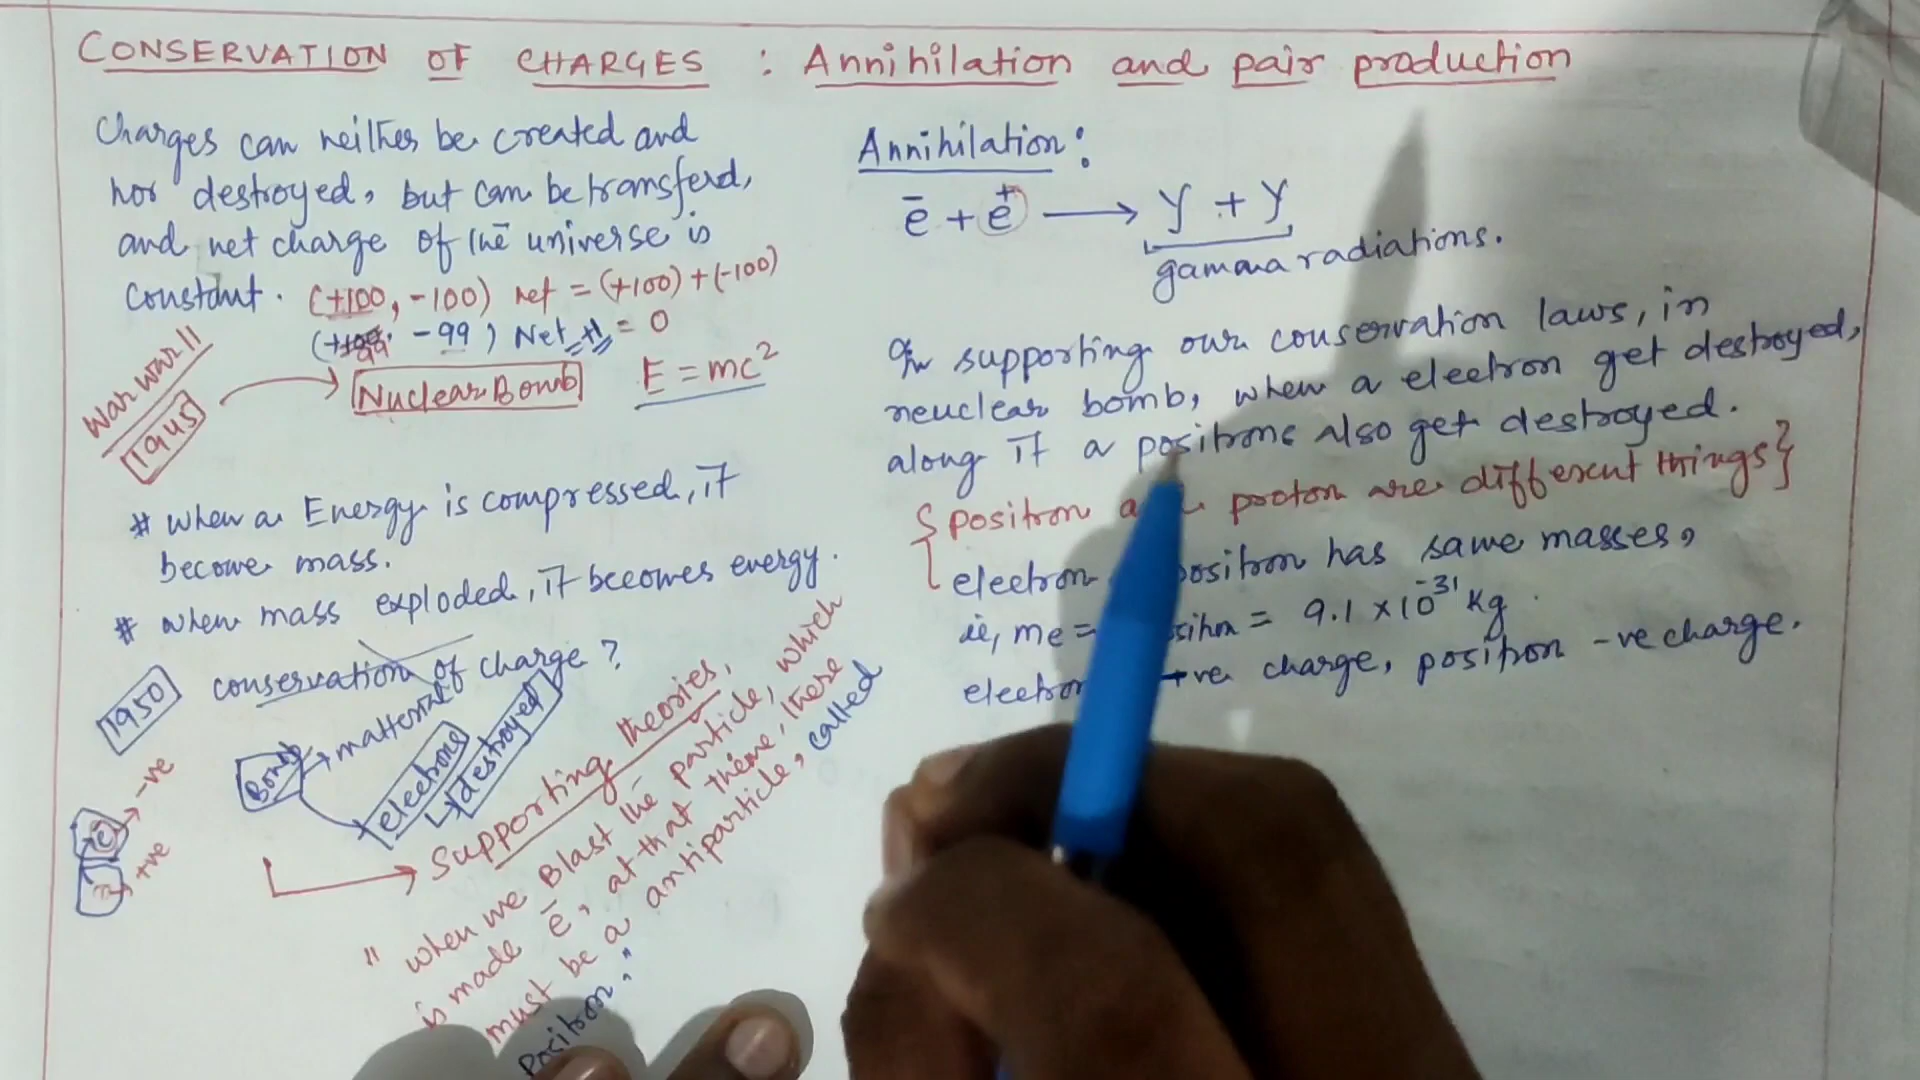 CONSERVATION OF CHARGES : Annihilation and pair production
Charges can neither be created and
nor destroyed, but can be transferd,
and net charge of the universe is
constant. (+100, -100) net = (+100) + (-100)
-99) Net +1 = 0
War war II
1945
Nuclear Bomb
E = mc²
# when a Energy is compressed, it
become mass.
# when mass exploded, it becomes energy.
1950
conservation of charge ?
Bomb
matterial
electrons
destroyed
e
-ve
+ve
Supporting theories,
" when we Blast the particle, which
is made e̅, at that time, there
must be a antiparticle, called
Positron."
Annihilation:
e̅ + e⁺ → γ + γ
gamma radiations.
In supporting our conservation laws, in
neuclear bomb, when a electron get destroyed,
along it a positrons also get destroyed.
{ positron proton are different things }
electron positron has same masses,
ie, me = = 9.1 × 10⁻³¹ Kg.
+ve charge, positron -ve charge.